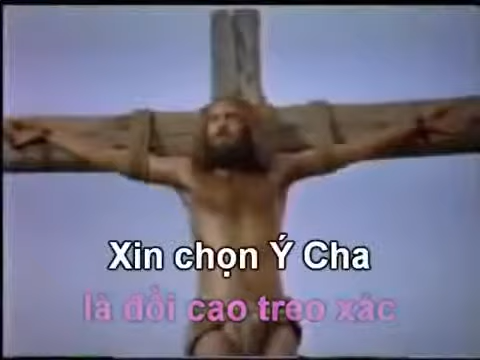 Xin chọn Ý Cha
là đồi cao treo xác